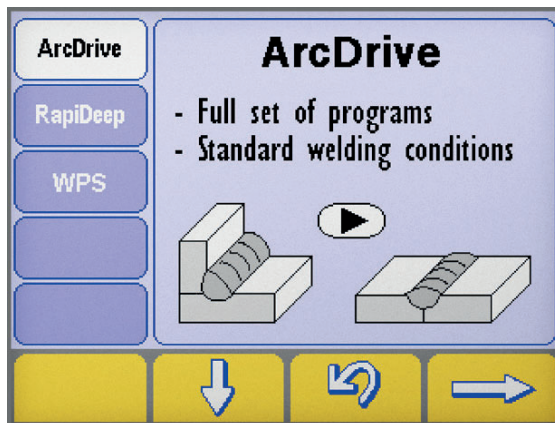 ArcDrive
RapiDeep
WPS
ArcDrive
- Full set of programs
- Standard welding conditions